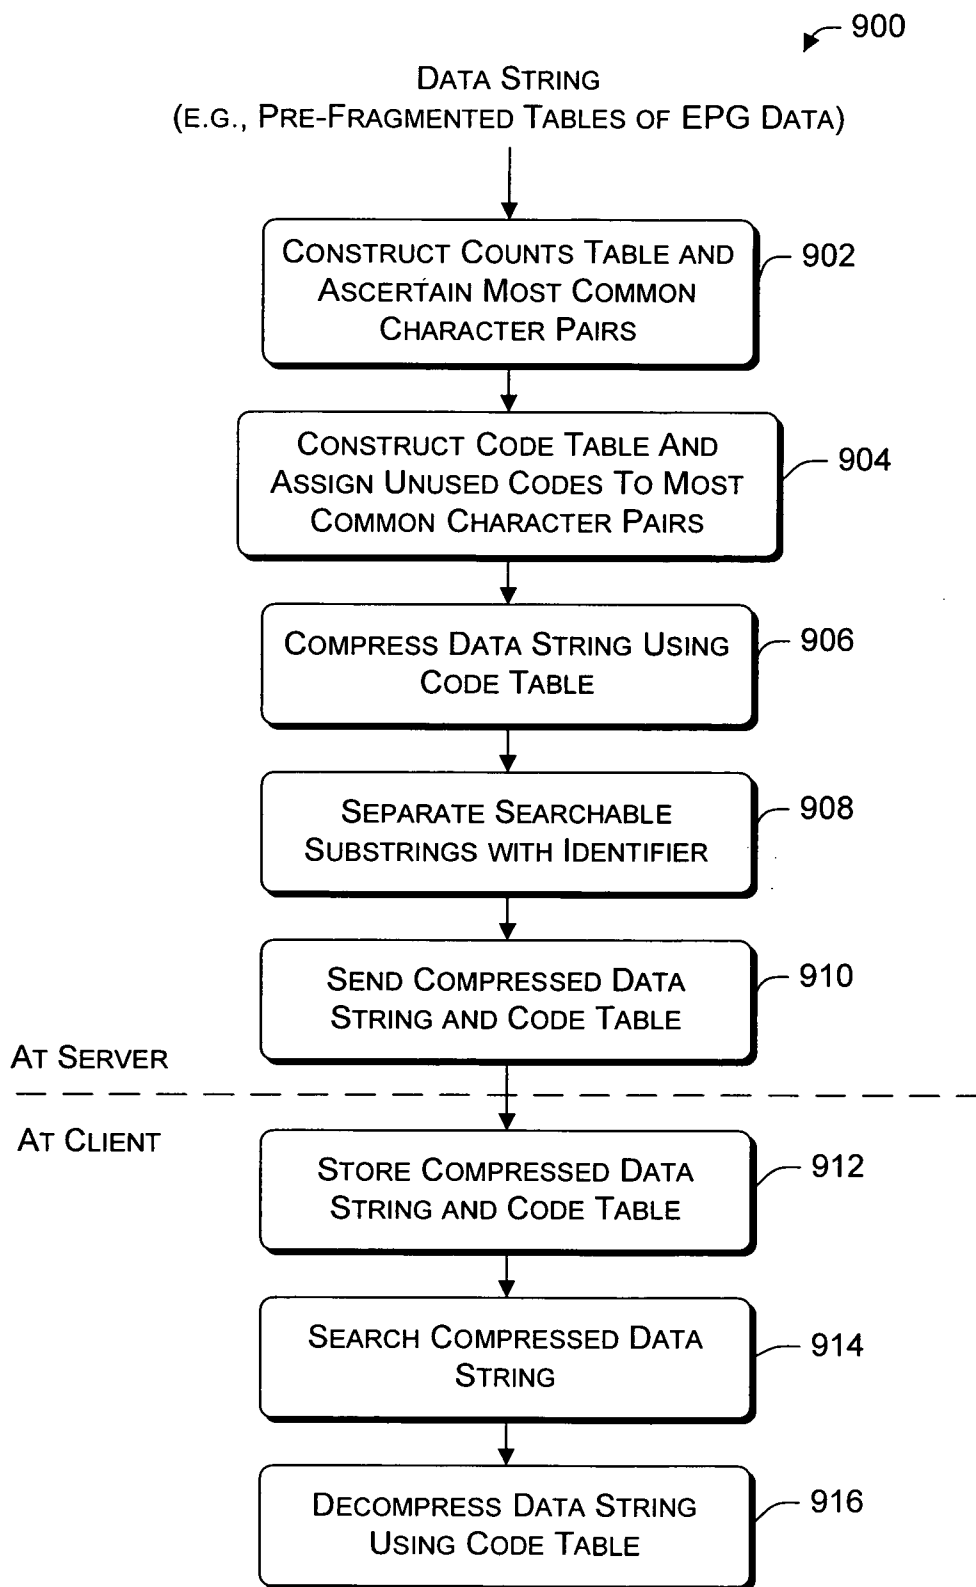 900
DATA STRING
(E.G., PRE-FRAGMENTED TABLES OF EPG DATA)
CONSTRUCT COUNTS TABLE AND
ASCERTAIN MOST COMMON
CHARACTER PAIRS
902
CONSTRUCT CODE TABLE AND
ASSIGN UNUSED CODES TO MOST
COMMON CHARACTER PAIRS
904
COMPRESS DATA STRING USING
CODE TABLE
906
SEPARATE SEARCHABLE
SUBSTRINGS WITH IDENTIFIER
908
SEND COMPRESSED DATA
STRING AND CODE TABLE
910
AT SERVER
AT CLIENT
STORE COMPRESSED DATA
STRING AND CODE TABLE
912
SEARCH COMPRESSED DATA
STRING
914
DECOMPRESS DATA STRING
USING CODE TABLE
916